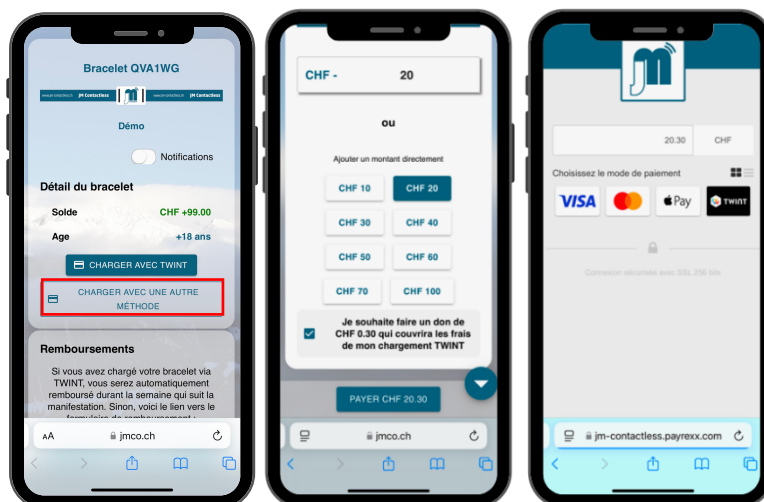 Bracelet QVA1WG
JM Contactless
jm
JM Contactless
Démo
Notifications
Détail du bracelet
Solde CHF +99.00
Age +18 ans
CHARGER AVEC TWINT
CHARGER AVEC UNE AUTRE
MÉTHODE
Remboursements
Si vous avez chargé votre bracelet via
TWINT, vous serez automatiquement
remboursé durant la semaine qui suit la
manifestation. Sinon, voici le lien vers le
formulaire de remboursement :
AA jmco.ch
CHF - 20
ou
Ajouter un montant directement
CHF 10 CHF 20
CHF 30 CHF 40
CHF 50 CHF 60
CHF 70 CHF 100
Je souhaite faire un don de
CHF 0.30 qui couvrira les frais
de mon chargement TWINT
PAYER CHF 20.30
jmco.ch
jm
20.30 CHF
Choisissez le mode de paiement
VISA Pay TWINT
Connexion sécurisée avec SSL 256 bits
jm-contactless.payrexx.com